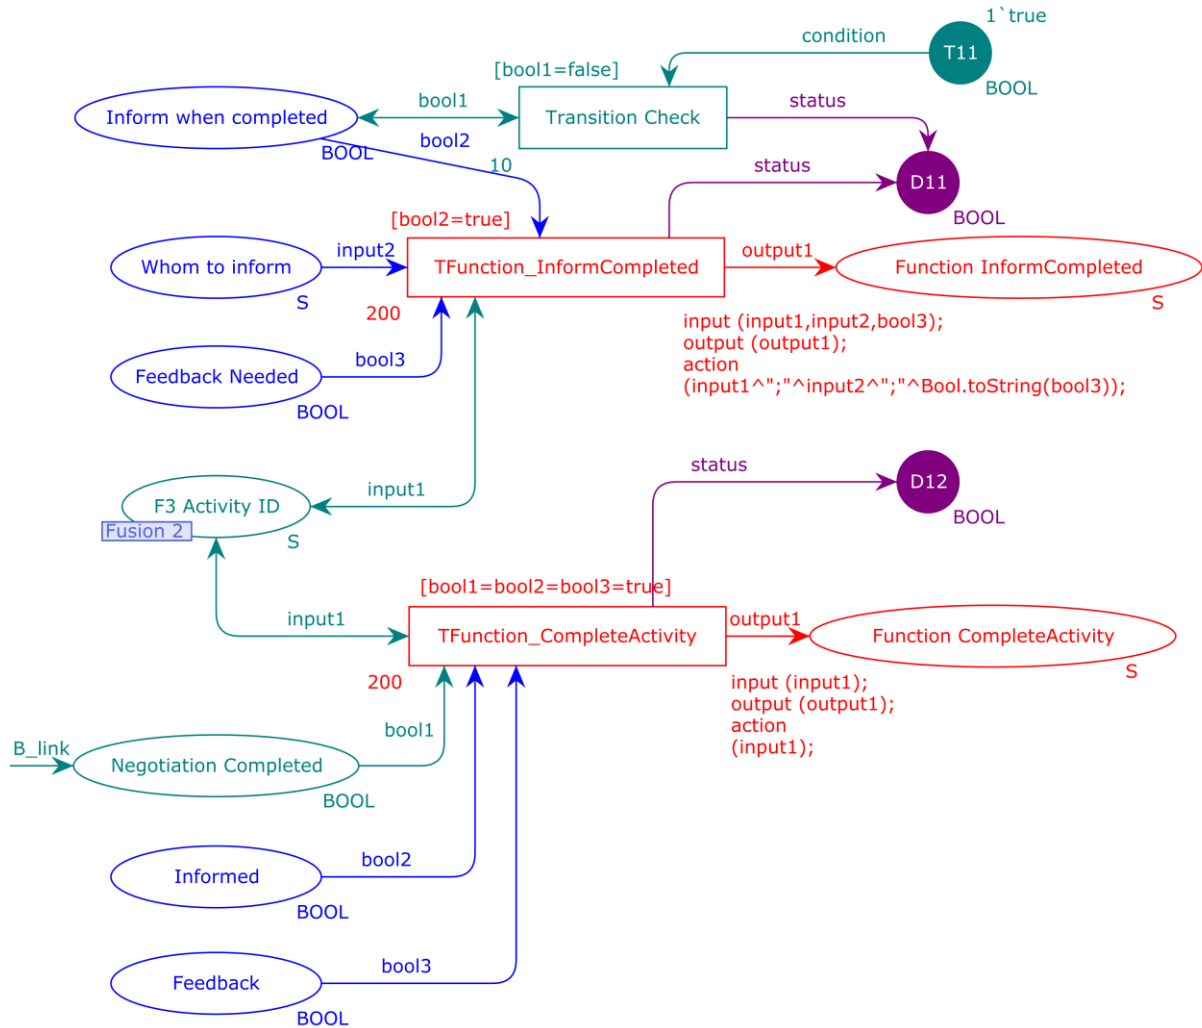 1`true
condition
T11
[bool1=false]
BOOL
bool1
Inform when completed
Transition Check
status
bool2
BOOL
10
status
D11
BOOL
[bool2=true]
input2
output1
Whom to inform
TFunction_InformCompleted
Function InformCompleted
S
S
200
input (input1,input2,bool3);
output (output1);
action
(input1^";"^input2^";"^Bool.toString(bool3));
bool3
Feedback Needed
BOOL
status
D12
BOOL
input1
F3 Activity ID
Fusion 2
S
[bool1=bool2=bool3=true]
input1
output1
TFunction_CompleteActivity
Function CompleteActivity
S
200
input (input1);
output (output1);
action
(input1);
bool1
B_link
Negotiation Completed
BOOL
bool2
Informed
BOOL
bool3
Feedback
BOOL